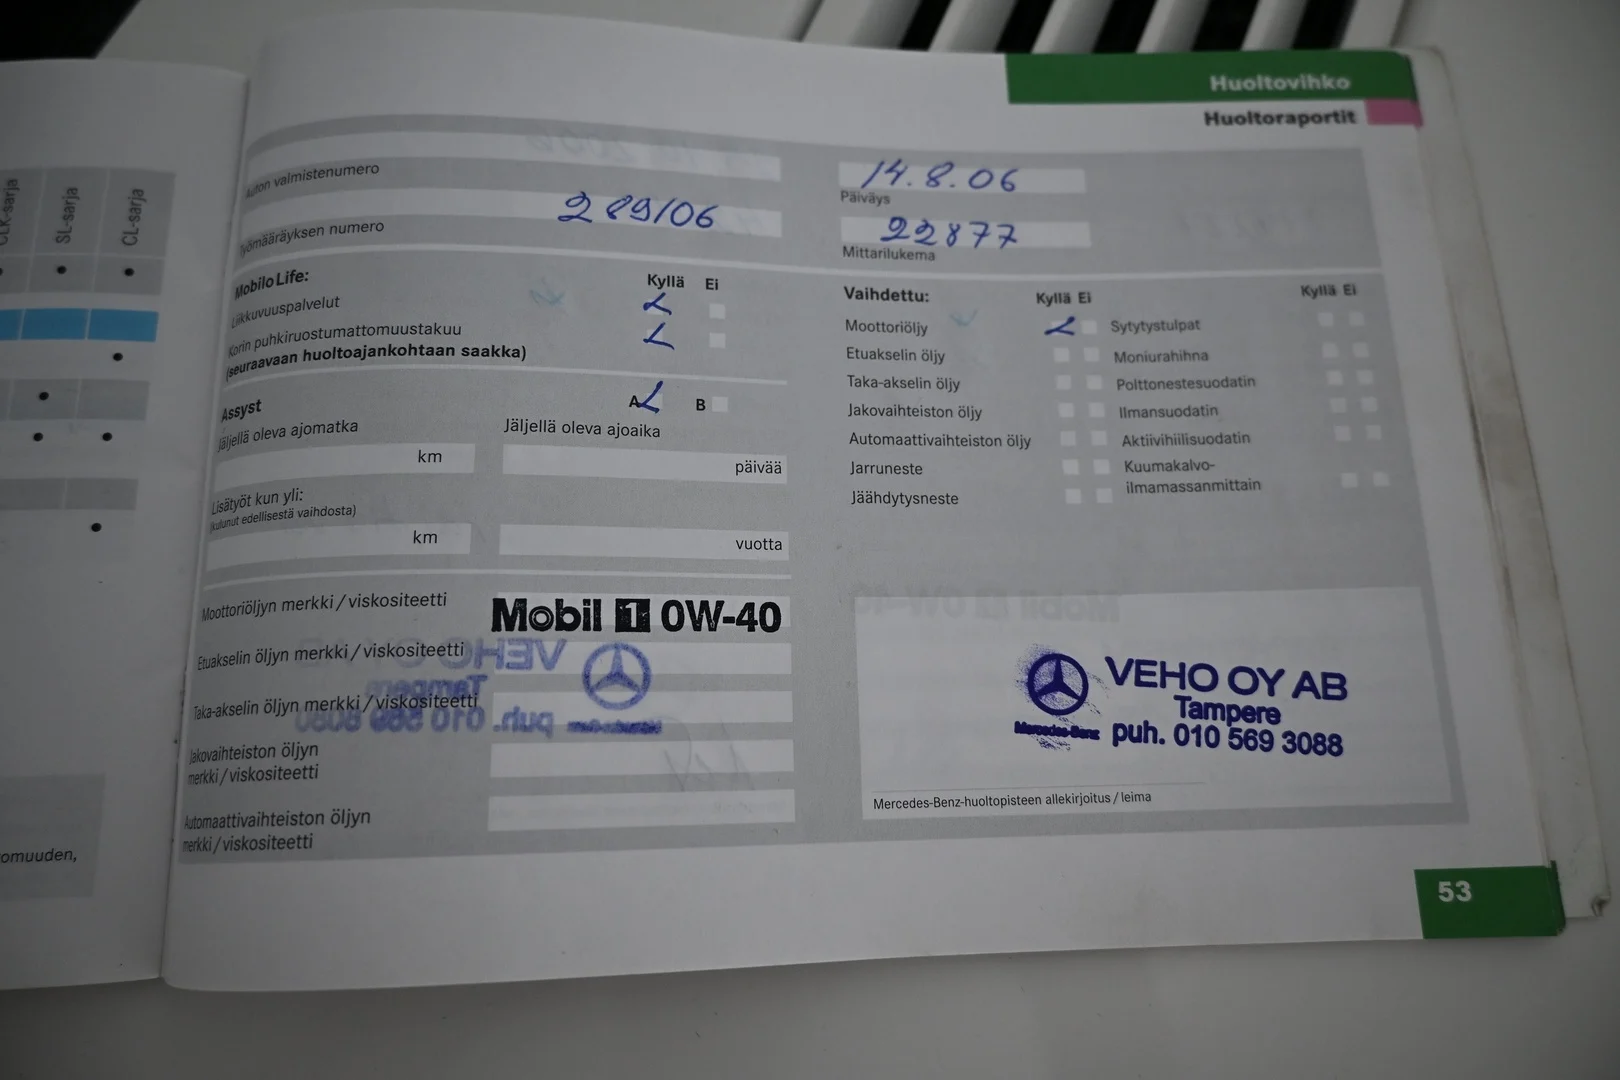 Huoltovihko
Huoltoraportit
CLK-sarja
SL-sarja
CL-sarja
omuuden,
Auton valmistenumero
289/06
Työmääräyksen numero
14.8.06
Päiväys
22877
Mittarilukema
Mobilo Life:
Kyllä Ei
Liikkuvuuspalvelut
Korin puhkiruostumattomuustakuu
(seuraavaan huoltoajankohtaan saakka)
Assyst
A B
Jäljellä oleva ajomatka
Jäljellä oleva ajoaika
km
päivää
Lisätyöt kun yli:
(kulunut edellisestä vaihdosta)
km
vuotta
Moottoriöljyn merkki / viskositeetti
Mobil 1 0W-40
Etuakselin öljyn merkki / viskositeetti
Taka-akselin öljyn merkki / viskositeetti
Jakovaihteiston öljyn
merkki / viskositeetti
Automaattivaihteiston öljyn
merkki / viskositeetti
Vaihdettu:
Kyllä Ei
Kyllä Ei
Moottoriöljy
Etuakselin öljy
Taka-akselin öljy
Jakovaihteiston öljy
Automaattivaihteiston öljy
Jarruneste
Jäähdytysneste
Sytytystulpat
Moniurahihna
Polttonestesuodatin
Ilmansuodatin
Aktiivihiilisuodatin
Kuumakalvo-
ilmamassanmittain
VEHO OY AB
Tampere
Mercedes-Benz puh. 010 569 3088
Mercedes-Benz-huoltopisteen allekirjoitus / leima
53